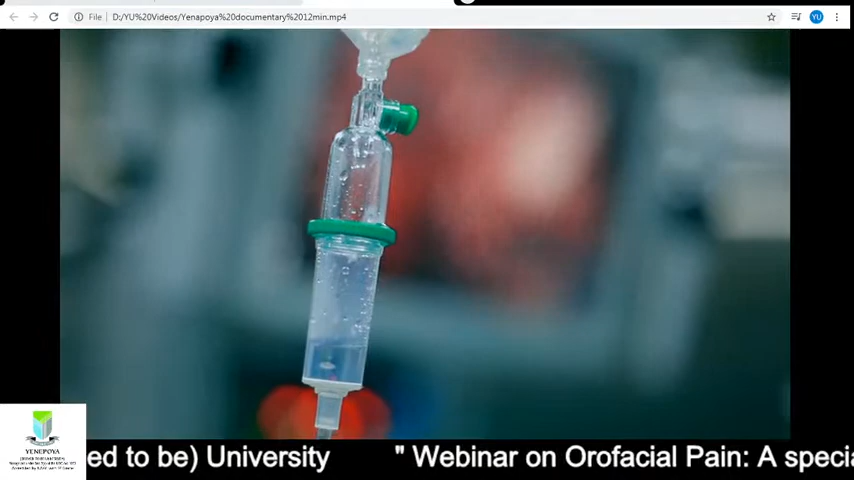 File
D:/YU%20Videos/Yenapoya%20documentary%2012min.mp4
YU
YENEPOYA
ed to be) University
" Webinar on Orofacial Pain: A specia